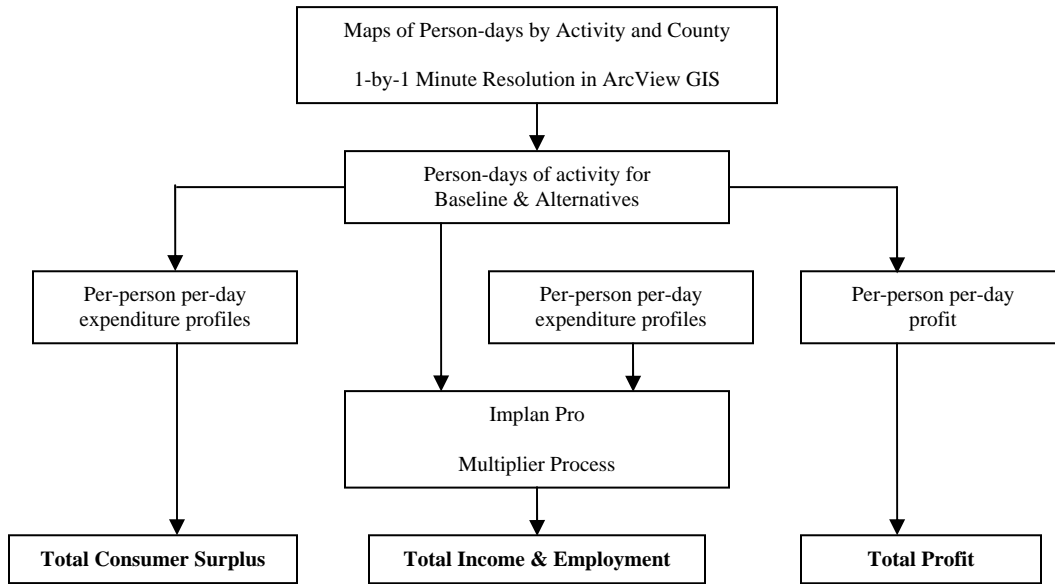 Maps of Person-days by Activity and County
1-by-1 Minute Resolution in ArcView GIS
Person-days of activity for
Baseline & Alternatives
Per-person per-day
expenditure profiles
Per-person per-day
expenditure profiles
Per-person per-day
profit
Implan Pro
Multiplier Process
Total Consumer Surplus
Total Income & Employment
Total Profit